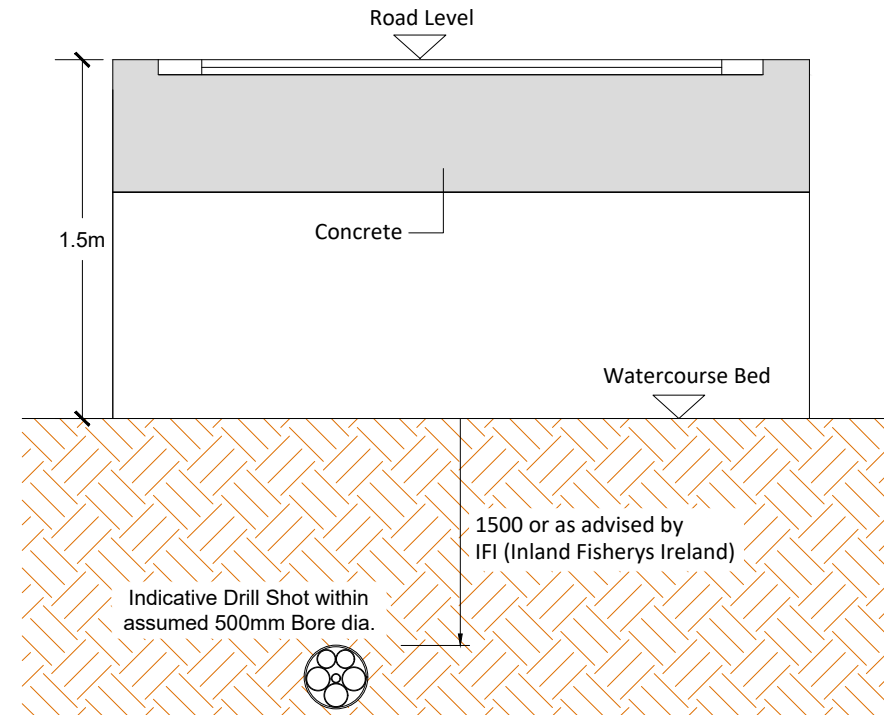 Road Level
1.5m
Concrete
Watercourse Bed
1500 or as advised by
IFI (Inland Fisherys Ireland)
Indicative Drill Shot within
assumed 500mm Bore dia.